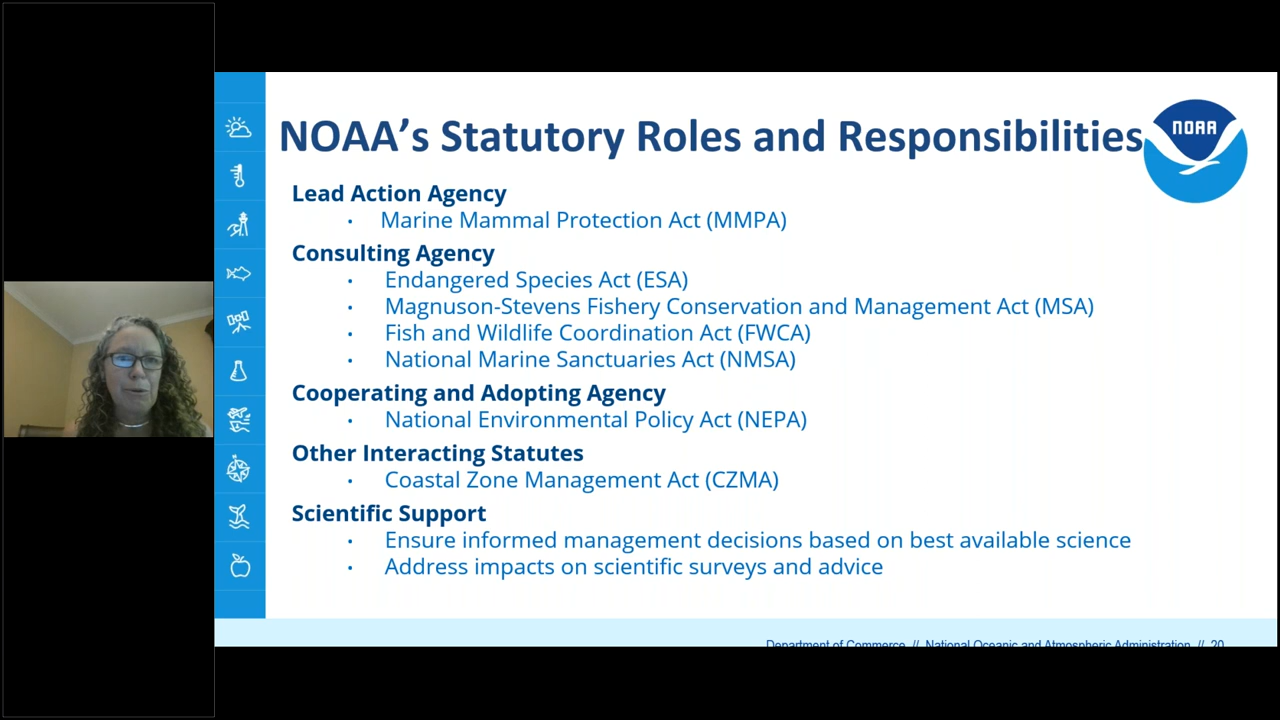 NOAA's Statutory Roles and Responsibilities
NOAA
Lead Action Agency
· Marine Mammal Protection Act (MMPA)
Consulting Agency
· Endangered Species Act (ESA)
· Magnuson-Stevens Fishery Conservation and Management Act (MSA)
· Fish and Wildlife Coordination Act (FWCA)
· National Marine Sanctuaries Act (NMSA)
Cooperating and Adopting Agency
· National Environmental Policy Act (NEPA)
Other Interacting Statutes
· Coastal Zone Management Act (CZMA)
Scientific Support
· Ensure informed management decisions based on best available science
· Address impacts on scientific surveys and advice
Department of Commerce // National Oceanic and Atmospheric Administration // 20